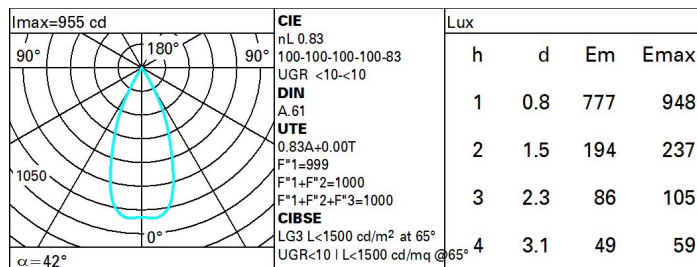 Imax=955 cd
90°
180°
90°
1050
0°
α=42°
CIE
nL 0.83
100-100-100-100-83
UGR <10-<10
DIN
A.61
UTE
0.83A+0.00T
F"1=999
F"1+F"2=1000
F"1+F"2+F"3=1000
CIBSE
LG3 L<1500 cd/m² at 65°
UGR<10 | L<1500 cd/mq @65°
Lux
h d Em Emax
1 0.8 777 948
2 1.5 194 237
3 2.3 86 105
4 3.1 49 59